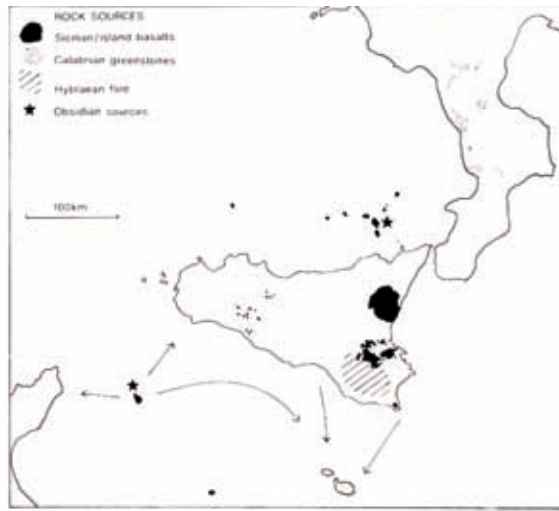 ROCK SOURCES
Sicilian/island basalts
Calabrian greenstones
Hyblaean flint
Obsidian sources
100km